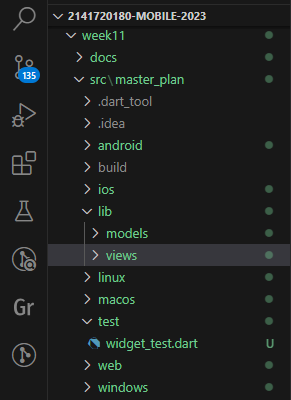 2141720180-MOBILE-2023
week11
docs
src\master_plan
.dart_tool
.idea
android
build
ios
lib
models
views
linux
macos
test
widget_test.dart U
web
windows
135
Gr